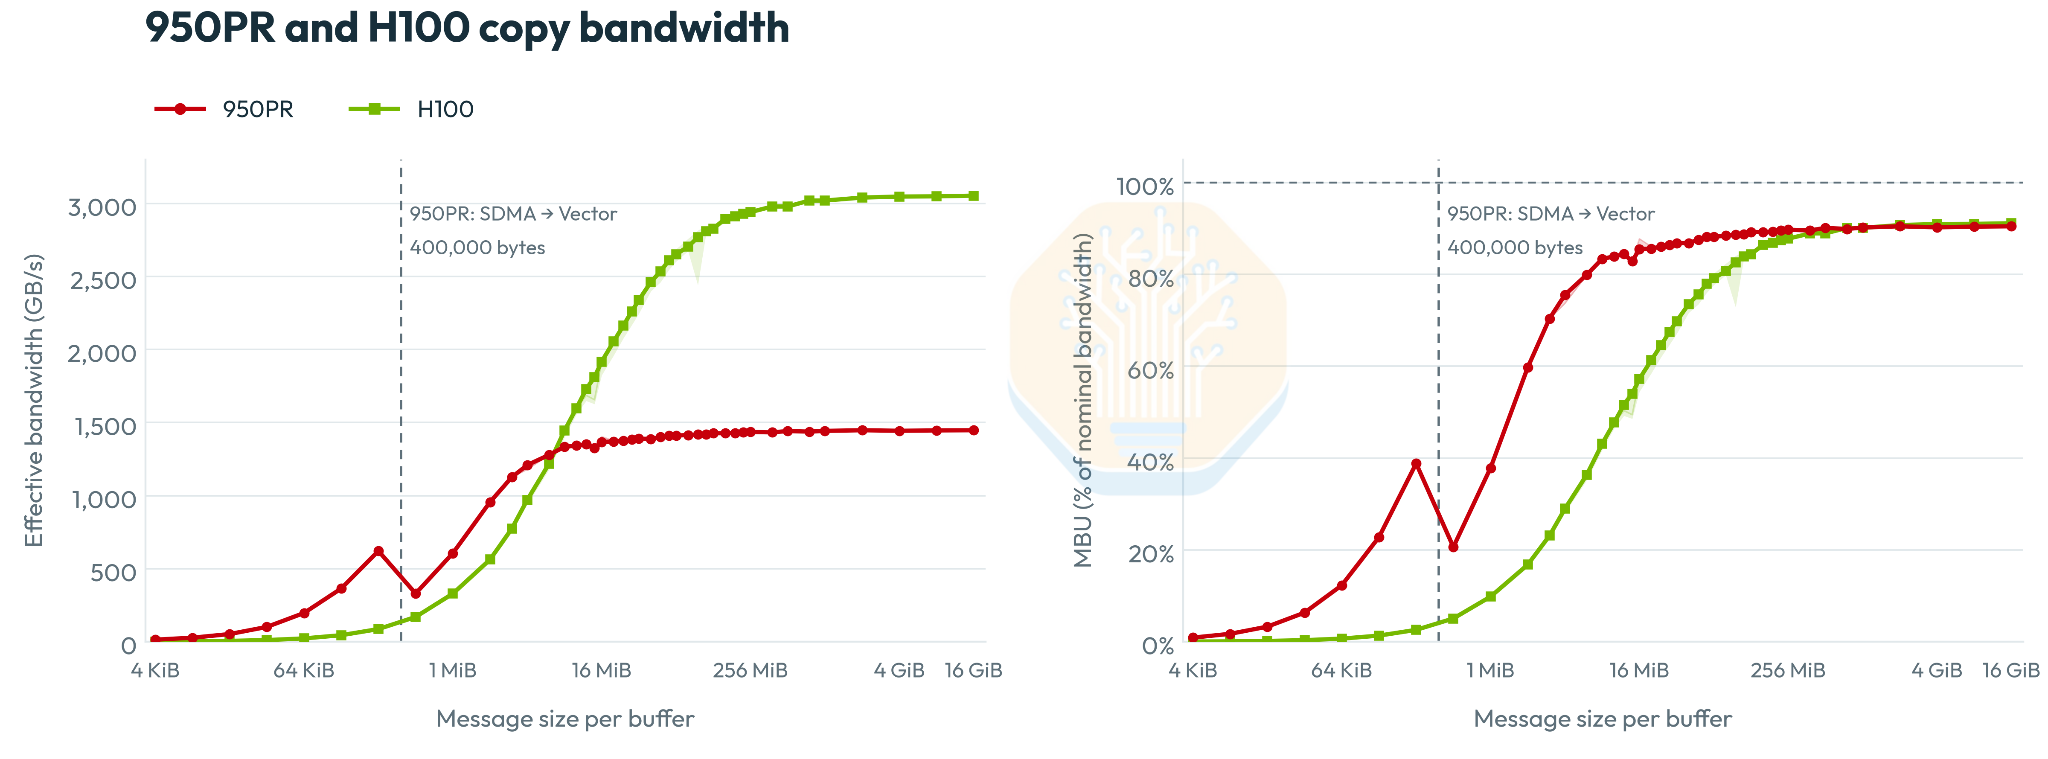 950PR and H100 copy bandwidth
950PR
H100
Effective bandwidth (GB/s)
3,000
2,500
2,000
1,500
1,000
500
0
950PR: SDMA → Vector
400,000 bytes
4 KiB
64 KiB
1 MiB
16 MiB
256 MiB
4 GiB
16 GiB
Message size per buffer
MBU (% of nominal bandwidth)
100%
80%
60%
40%
20%
0%
950PR: SDMA → Vector
400,000 bytes
4 KiB
64 KiB
1 MiB
16 MiB
256 MiB
4 GiB
16 GiB
Message size per buffer